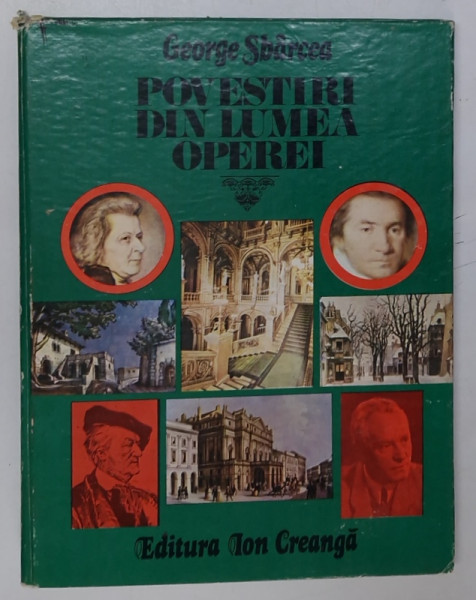 George Sbârcea
POVESTIRI
DIN LUMEA
OPEREI
Editura Ion Creangă